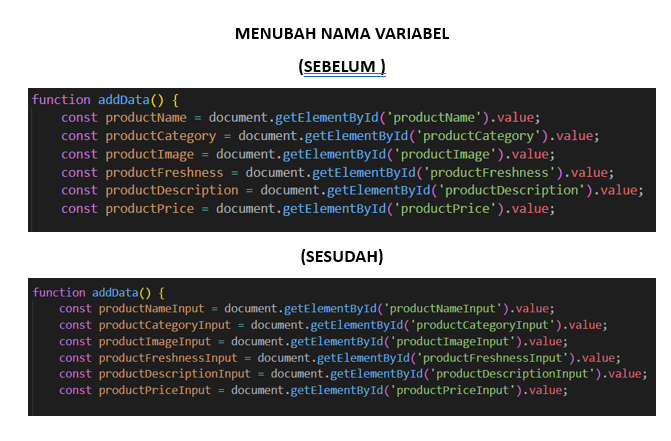 MENUBAH NAMA VARIABEL
(SEBELUM )
function addData() {
const productName = document.getElementById('productName').value;
const productCategory = document.getElementById('productCategory').value;
const productImage = document.getElementById('productImage').value;
const productFreshness = document.getElementById('productFreshness').value;
const productDescription = document.getElementById('productDescription').value;
const productPrice = document.getElementById('productPrice').value;
(SESUDAH)
function addData() {
const productNameInput = document.getElementById('productNameInput').value;
const productCategoryInput = document.getElementById('productCategoryInput').value;
const productImageInput = document.getElementById('productImageInput').value;
const productFreshnessInput = document.getElementById('productFreshnessInput').value;
const productDescriptionInput = document.getElementById('productDescriptionInput').value;
const productPriceInput = document.getElementById('productPriceInput').value;